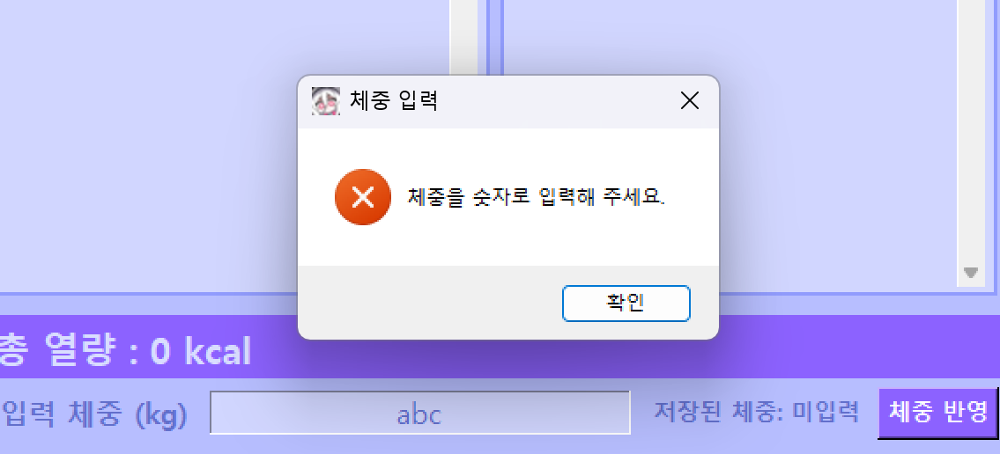 체중 입력
체중을 숫자로 입력해 주세요.
확인
총 열량 : 0 kcal
입력 체중 (kg) abc 저장된 체중: 미입력 체중 반영